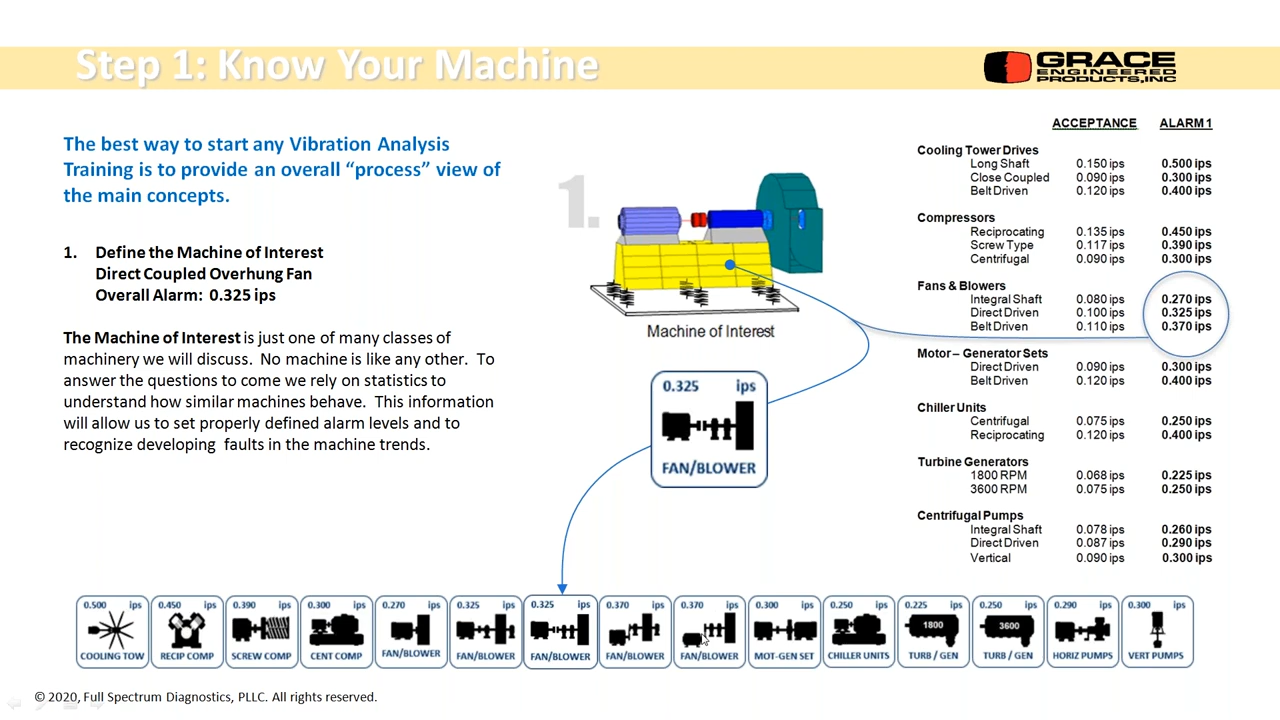 Step 1: Know Your Machine
GRACE
ENGINEERED
PRODUCTS,INC
The best way to start any Vibration Analysis
Training is to provide an overall “process” view of
the main concepts.
1. Define the Machine of Interest
Direct Coupled Overhung Fan
Overall Alarm: 0.325 ips
The Machine of Interest is just one of many classes of
machinery we will discuss. No machine is like any other. To
answer the questions to come we rely on statistics to
understand how similar machines behave. This information
will allow us to set properly defined alarm levels and to
recognize developing faults in the machine trends.
1.
Machine of Interest
0.325 ips
FAN/BLOWER
ACCEPTANCE ALARM 1
Cooling Tower Drives
Long Shaft 0.150 ips 0.500 ips
Close Coupled 0.090 ips 0.300 ips
Belt Driven 0.120 ips 0.400 ips
Compressors
Reciprocating 0.135 ips 0.450 ips
Screw Type 0.117 ips 0.390 ips
Centrifugal 0.090 ips 0.300 ips
Fans & Blowers
Integral Shaft 0.080 ips 0.270 ips
Direct Driven 0.100 ips 0.325 ips
Belt Driven 0.110 ips 0.370 ips
Motor – Generator Sets
Direct Driven 0.090 ips 0.300 ips
Belt Driven 0.120 ips 0.400 ips
Chiller Units
Centrifugal 0.075 ips 0.250 ips
Reciprocating 0.120 ips 0.400 ips
Turbine Generators
1800 RPM 0.068 ips 0.225 ips
3600 RPM 0.075 ips 0.250 ips
Centrifugal Pumps
Integral Shaft 0.078 ips 0.260 ips
Direct Driven 0.087 ips 0.290 ips
Vertical 0.090 ips 0.300 ips
0.500 ips 0.450 ips 0.390 ips 0.300 ips 0.270 ips 0.325 ips 0.325 ips 0.370 ips 0.370 ips 0.300 ips 0.250 ips 0.225 ips 0.250 ips 0.290 ips 0.300 ips
1800 3600
COOLING TOW RECIP COMP SCREW COMP CENT COMP FAN/BLOWER FAN/BLOWER FAN/BLOWER FAN/BLOWER FAN/BLOWER MOT-GEN SET CHILLER UNITS TURB / GEN TURB / GEN HORIZ PUMPS VERT PUMPS
© 2020, Full Spectrum Diagnostics, PLLC. All rights reserved.